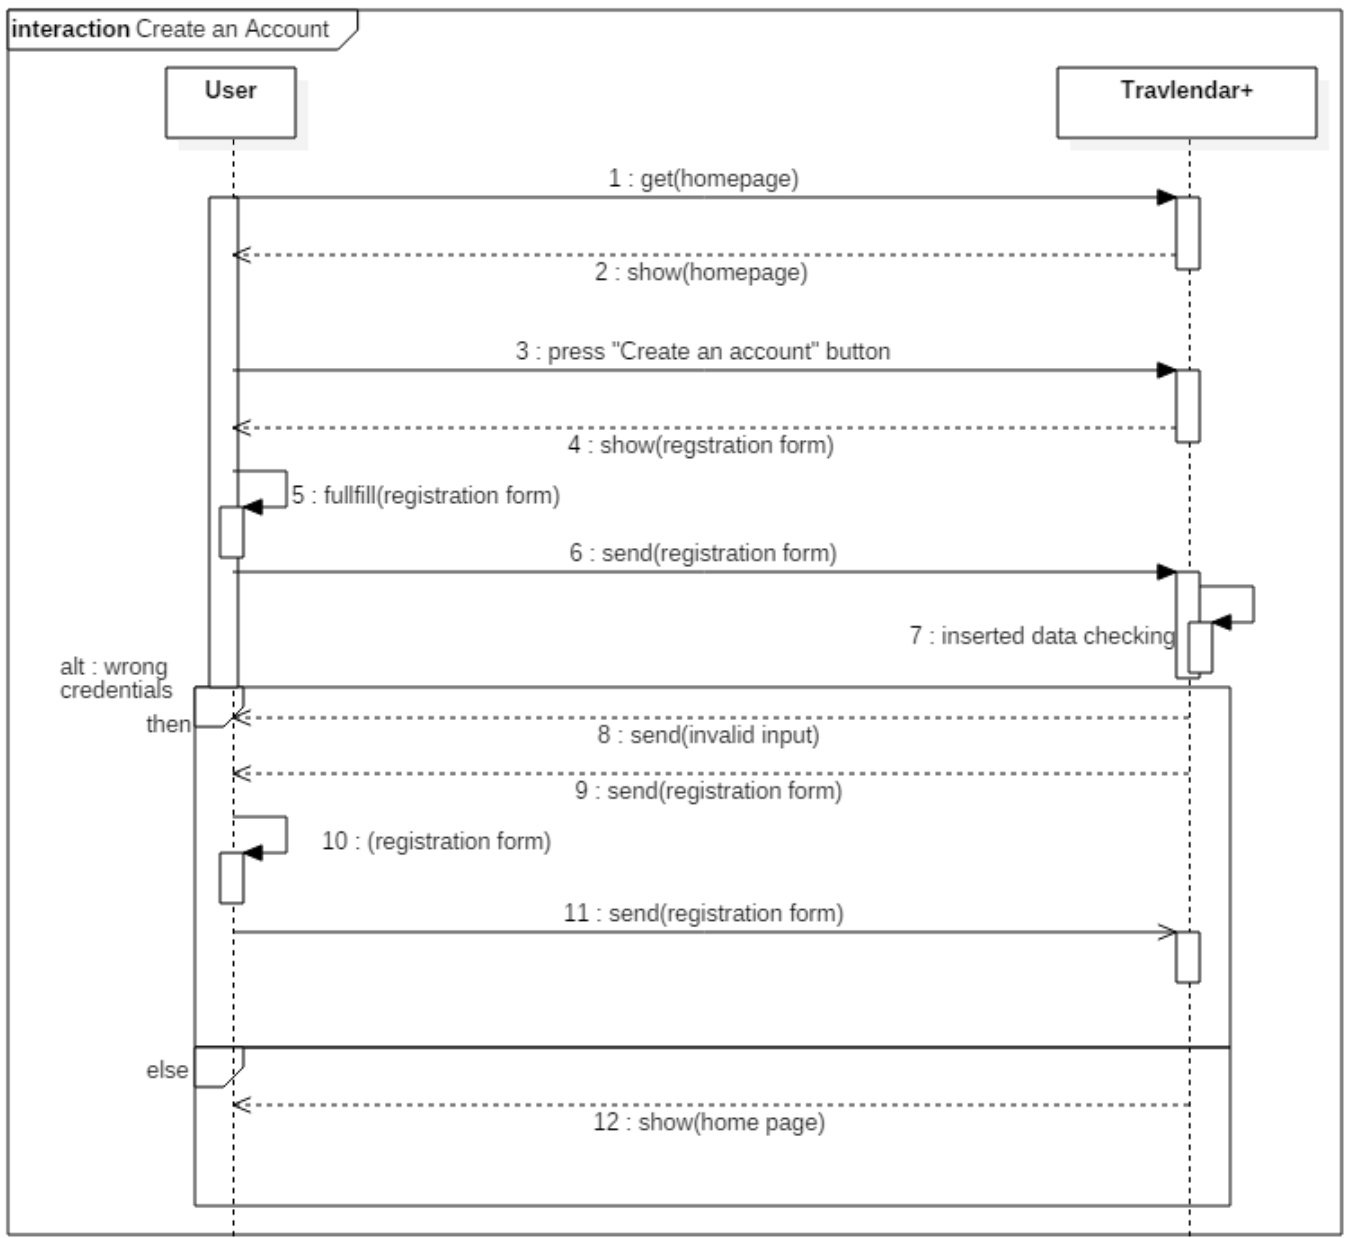 interaction Create an Account
User
Travlendar+
1 : get(homepage)
2 : show(homepage)
3 : press "Create an account" button
4 : show(regstration form)
5 : fullfill(registration form)
6 : send(registration form)
7 : inserted data checking
alt : wrong
credentials
then
8 : send(invalid input)
9 : send(registration form)
10 : (registration form)
11 : send(registration form)
else
12 : show(home page)